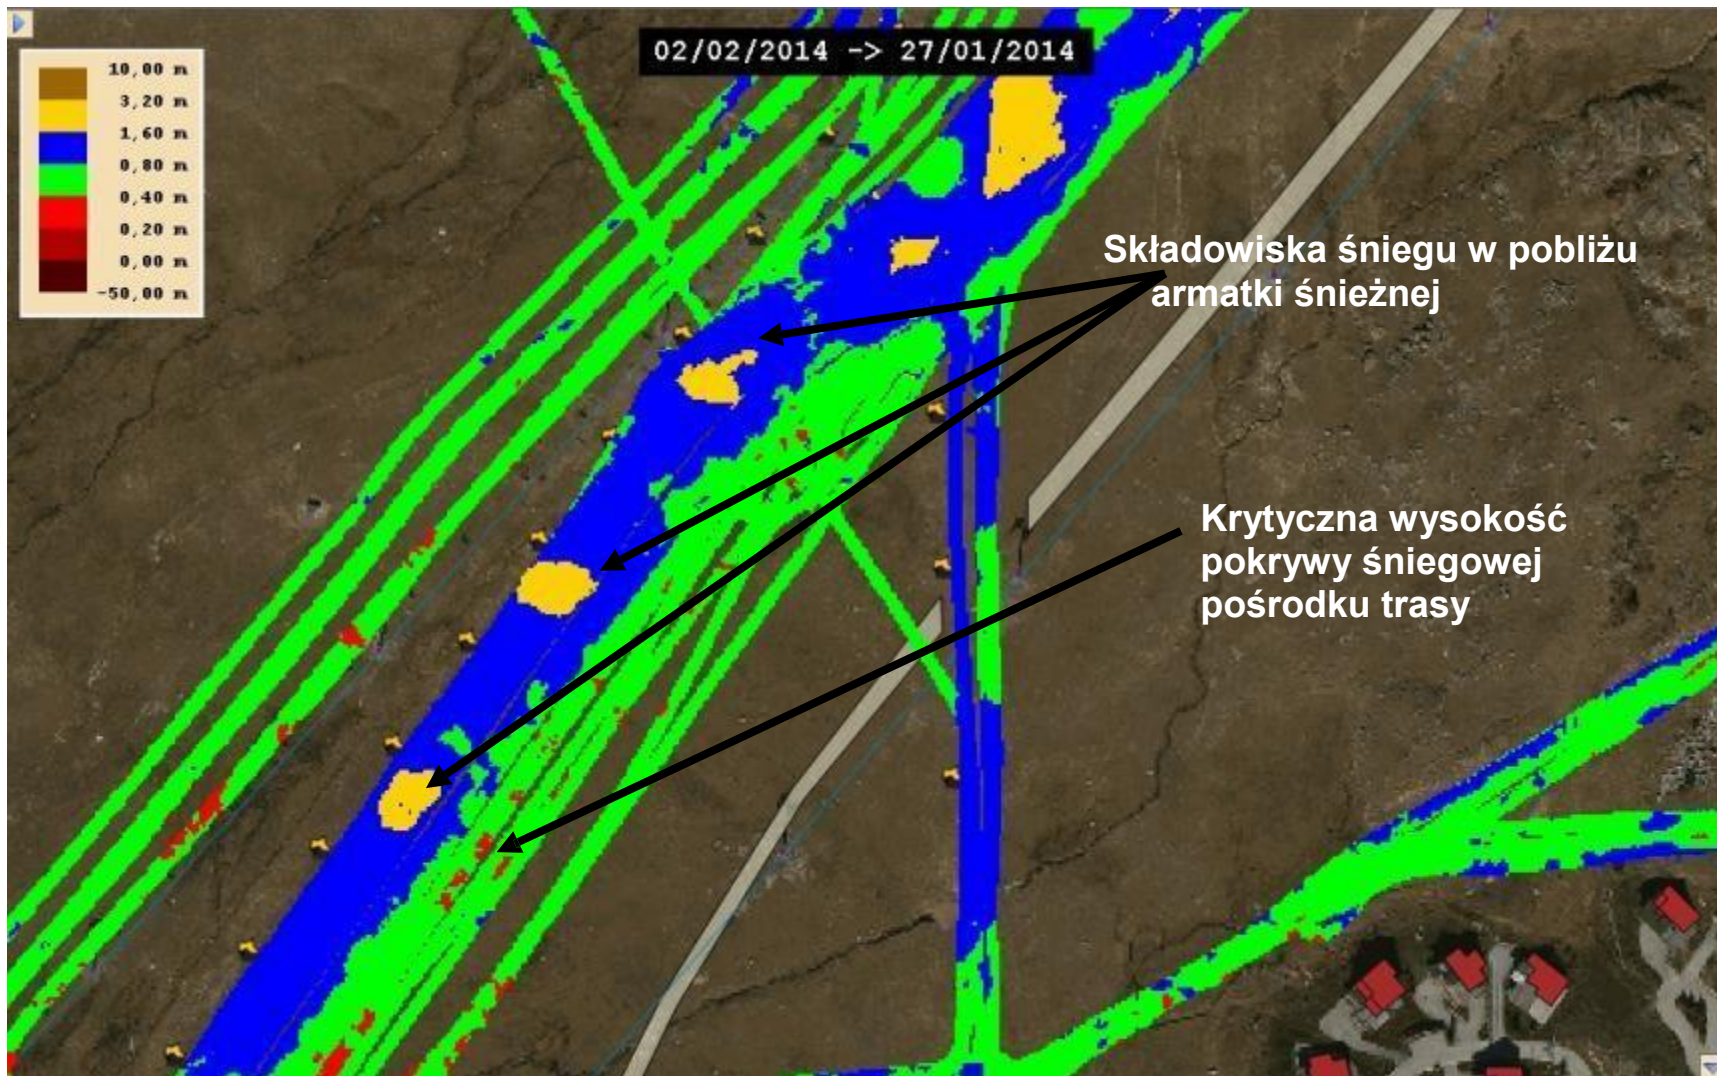 02/02/2014 -> 27/01/2014
10,00 m
3,20 m
1,60 m
0,80 m
0,40 m
0,20 m
0,00 m
-50,00 m
Składowiska śniegu w pobliżu
armatki śnieżnej
Krytyczna wysokość
pokrywy śniegowej
pośrodku trasy